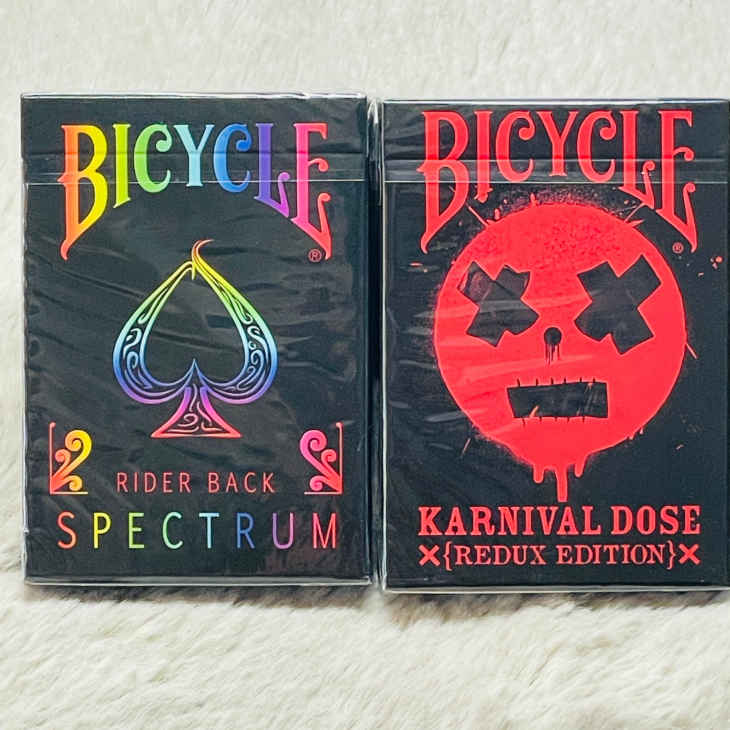 BICYCLE®
RIDER BACK
SPECTRUM
BICYCLE®
KARNIVAL DOSE
×{REDUX EDITION}×